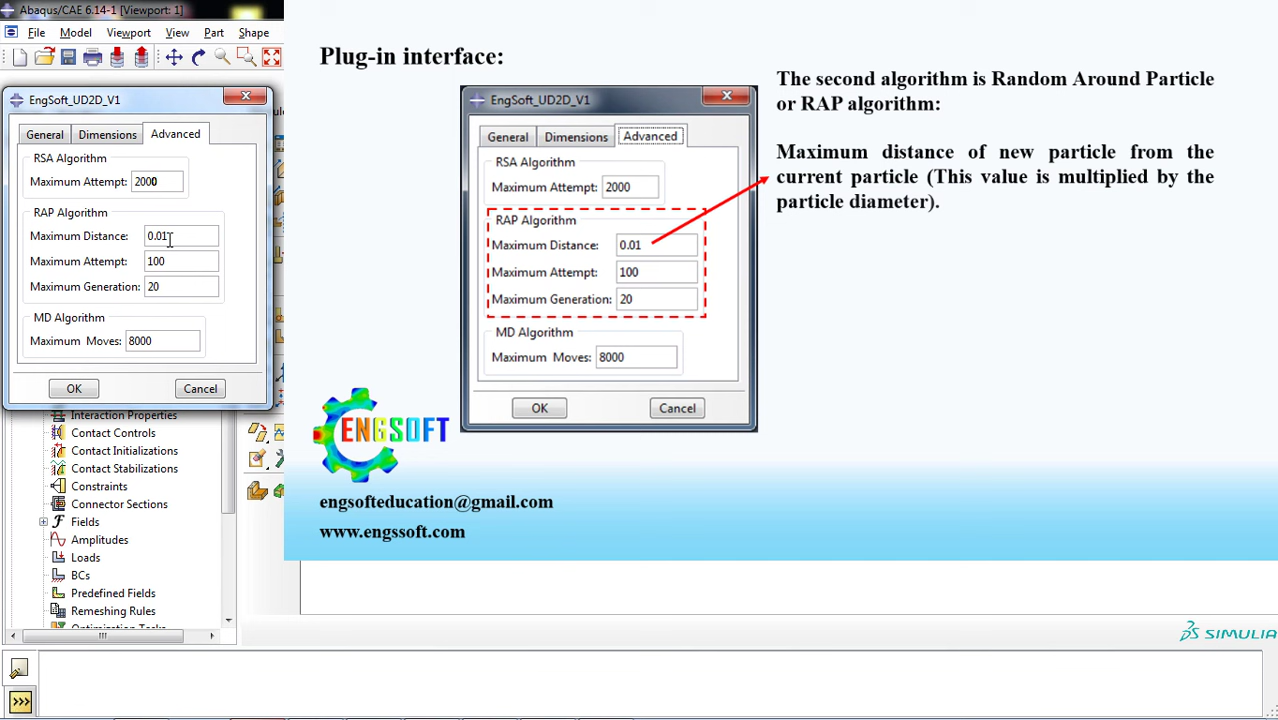 Abaqus/CAE 6.14-1 [Viewport: 1]
File Model Viewport View Part Shape
EngSoft_UD2D_V1
General Dimensions Advanced
RSA Algorithm
Maximum Attempt: 2000
RAP Algorithm
Maximum Distance: 0.01
Maximum Attempt: 100
Maximum Generation: 20
MD Algorithm
Maximum Moves: 8000
OK Cancel
Interaction Properties
Contact Controls
Contact Initializations
Contact Stabilizations
Constraints
Connector Sections
Fields
Amplitudes
Loads
BCs
Predefined Fields
Remeshing Rules
Plug-in interface:
EngSoft_UD2D_V1
General Dimensions Advanced
RSA Algorithm
Maximum Attempt: 2000
RAP Algorithm
Maximum Distance: 0.01
Maximum Attempt: 100
Maximum Generation: 20
MD Algorithm
Maximum Moves: 8000
OK Cancel
The second algorithm is Random Around Particle
or RAP algorithm:
Maximum distance of new particle from the
current particle (This value is multiplied by the
particle diameter).
ENGSOFT
engsofteducation@gmail.com
www.engssoft.com
SIMULIA
>>>